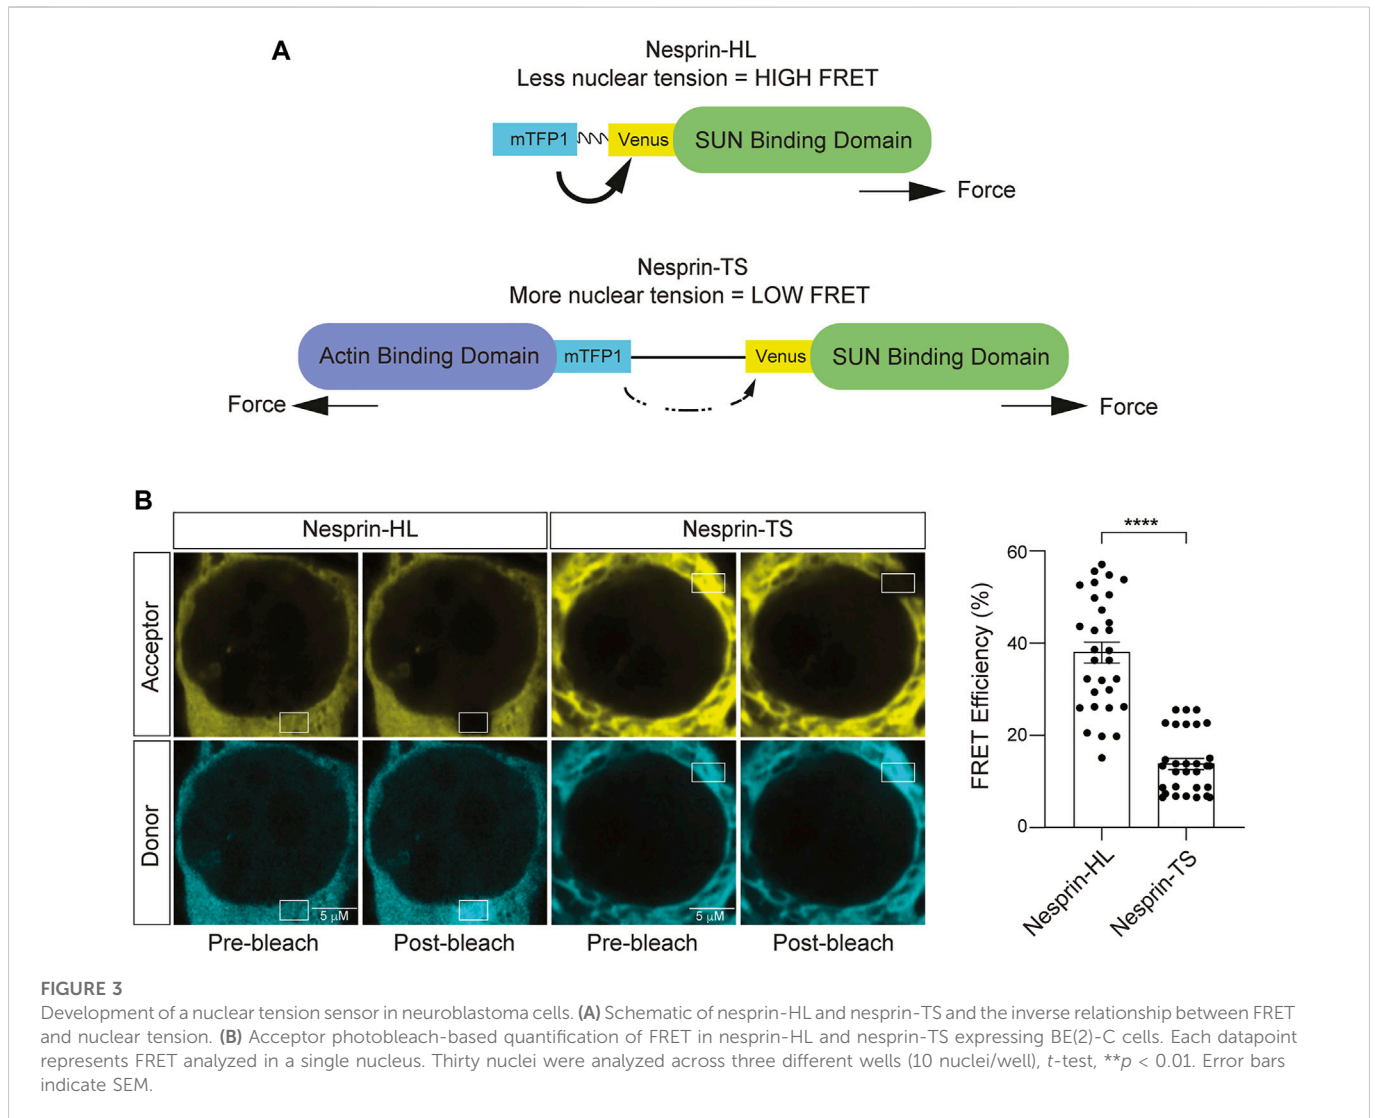 A
Nesprin-HL
Less nuclear tension = HIGH FRET
mTFP1 Venus SUN Binding Domain
Force
Nesprin-TS
More nuclear tension = LOW FRET
Actin Binding Domain mTFP1 Venus SUN Binding Domain
Force Force
B
Nesprin-HL Nesprin-TS
Acceptor
Donor
5 μM 5 μM
Pre-bleach Post-bleach Pre-bleach Post-bleach
****
FRET Efficiency (%)
60
40
20
0
Nesprin-HL
Nesprin-TS
FIGURE 3
Development of a nuclear tension sensor in neuroblastoma cells. (A) Schematic of nesprin-HL and nesprin-TS and the inverse relationship between FRET
and nuclear tension. (B) Acceptor photobleach-based quantification of FRET in nesprin-HL and nesprin-TS expressing BE(2)-C cells. Each datapoint
represents FRET analyzed in a single nucleus. Thirty nuclei were analyzed across three different wells (10 nuclei/well), t-test, **p < 0.01. Error bars
indicate SEM.